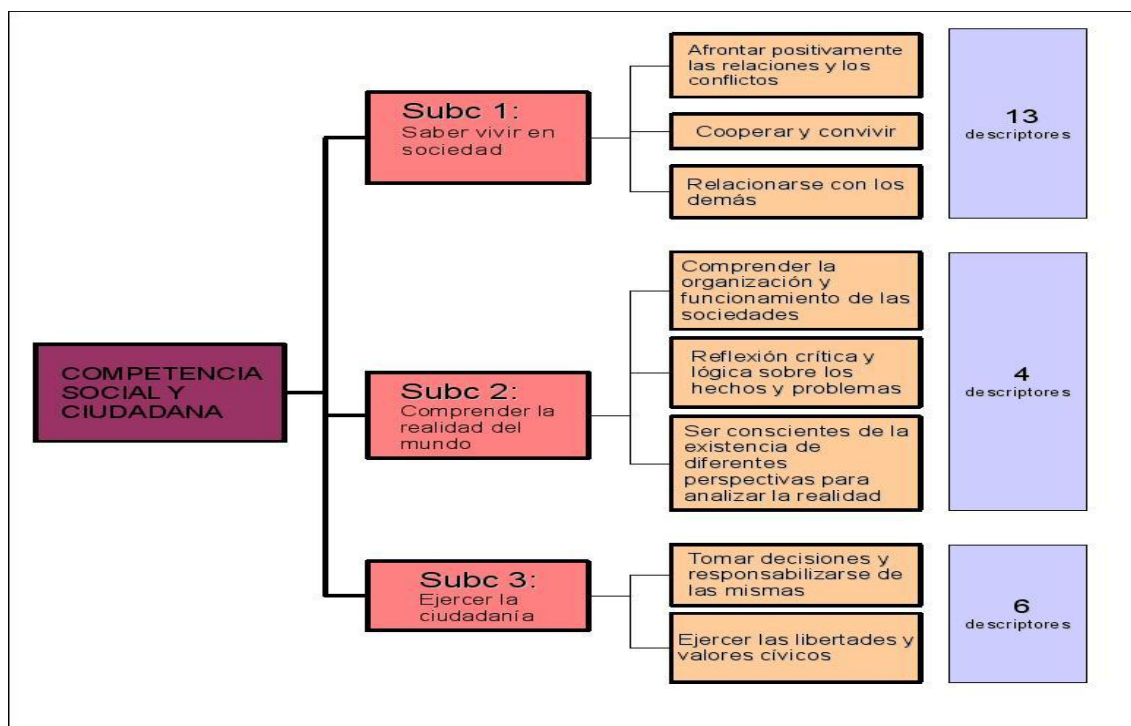 COMPETENCIA
SOCIAL Y
CIUDADANA
Subc 1:
Saber vivir en
sociedad
Afrontar positivamente
las relaciones y los
conflictos
Cooperar y convivir
Relacionarse con los
demás
13
descriptores
Subc 2:
Comprender la
realidad del
mundo
Comprender la
organización y
funcionamiento de las
sociedades
Reflexión crítica y
lógica sobre los
hechos y problemas
Ser conscientes de la
existencia de
diferentes
perspectivas para
analizar la realidad
4
descriptores
Subc 3:
Ejercer la
ciudadanía
Tomar decisiones y
responsabilizarse de
las mismas
Ejercer las libertades y
valores cívicos
6
descriptores